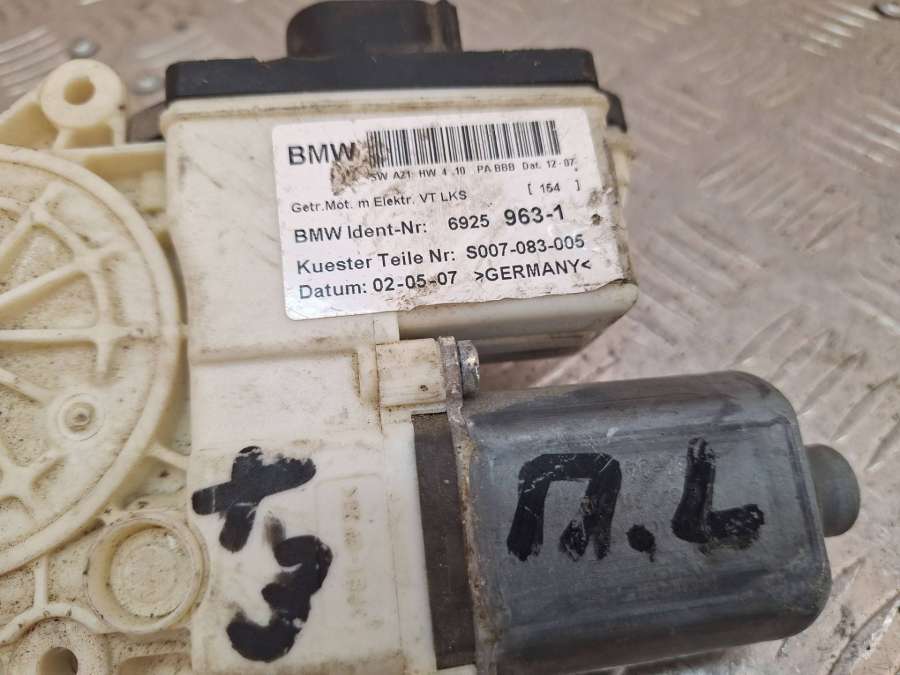 BMW
SW A21 HW 4.10 PA BBB Dat. 12-07
Getr.Mot. m Elektr. VT LKS [ 154 ]
BMW Ident-Nr: 6925 963-1
Kuester Teile Nr: S007-083-005
Datum: 02-05-07 >GERMANY<
X3
П.L